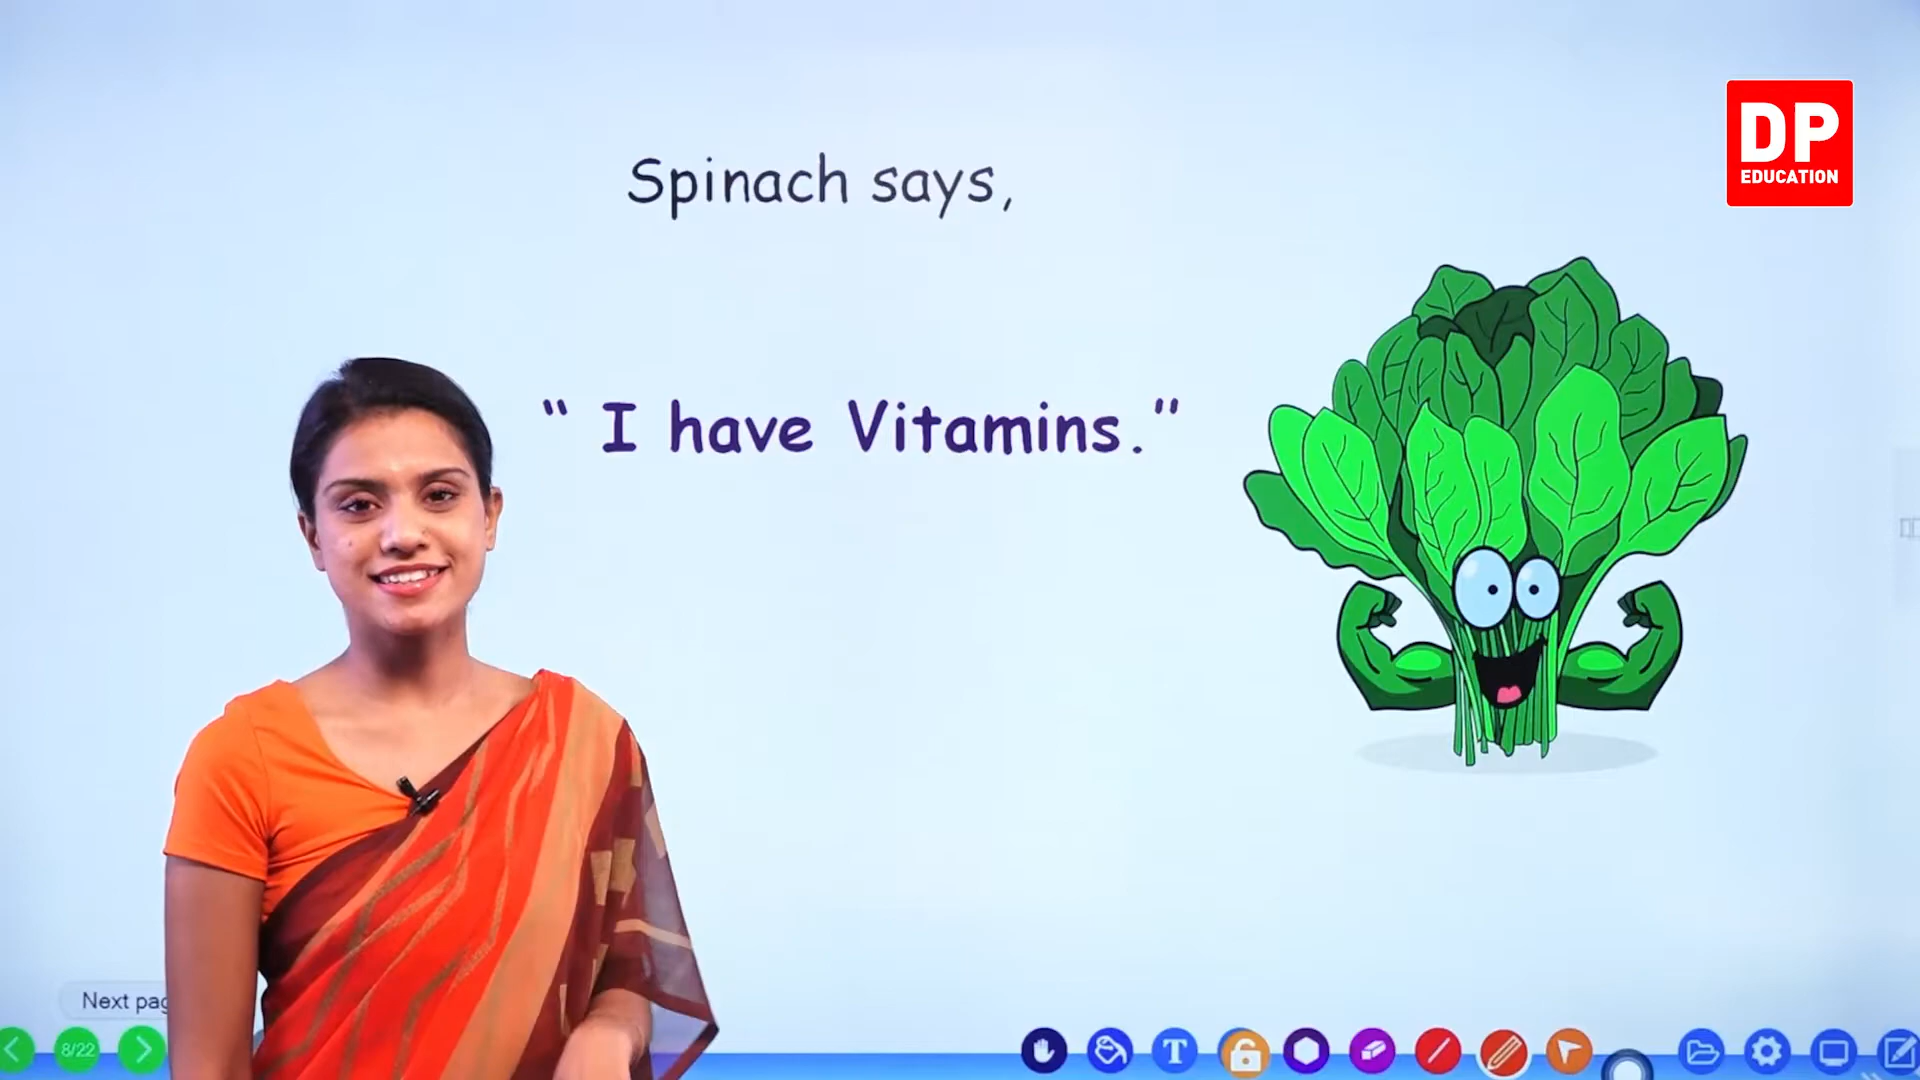 DP
EDUCATION
Spinach says,
" I have Vitamins."
Next pag
8/22
T